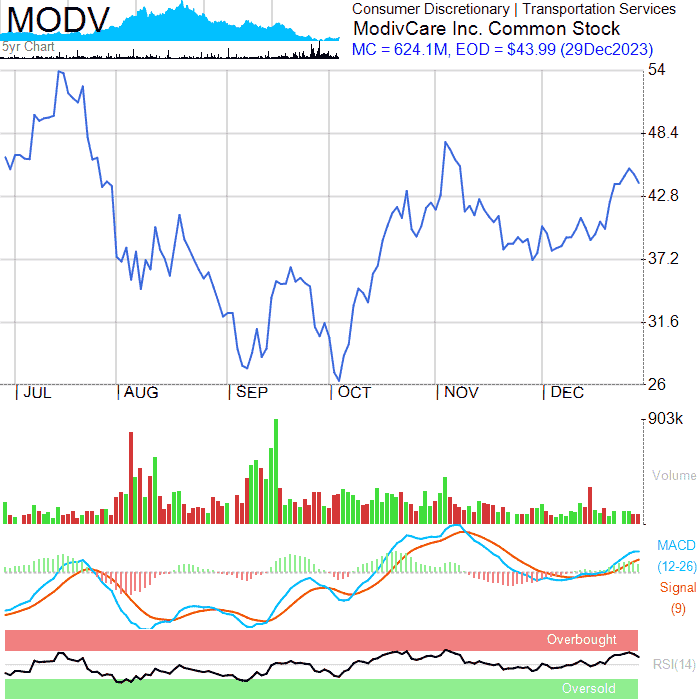 MODV
5yr Chart
Consumer Discretionary | Transportation Services
ModivCare Inc. Common Stock
MC = 624.1M, EOD = $43.99 (29Dec2023)
54
48.4
42.8
37.2
31.6
26
JUL AUG SEP OCT NOV DEC
903k
Volume
MACD
(12-26)
Signal
(9)
Overbought
RSI(14)
Oversold